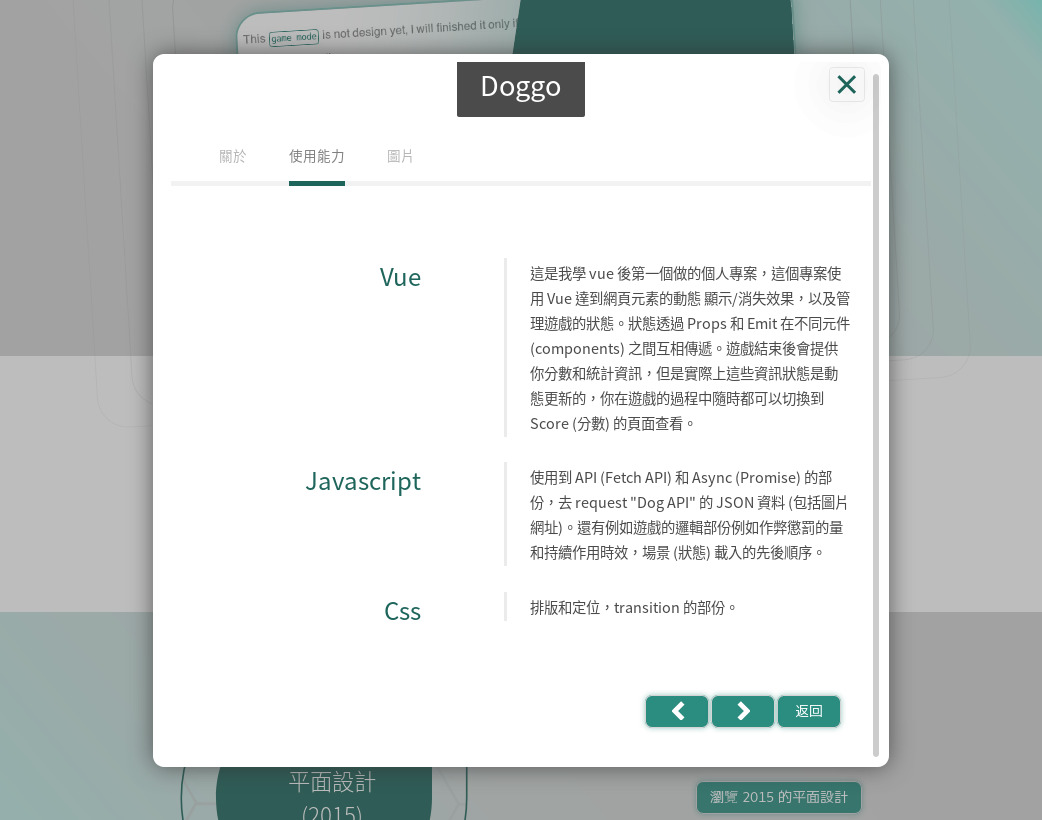 This game mode is not design yet, I will finished it only i
Doggo
關於
使用能力
圖片
Vue
這是我學 vue 後第一個做的個人專案，這個專案使
用 Vue 達到網頁元素的動態 顯示/消失效果，以及管
理遊戲的狀態。狀態透過 Props 和 Emit 在不同元件
(components) 之間互相傳遞。遊戲結束後會提供
你分數和統計資訊，但是實際上這些資訊狀態是動
態更新的，你在遊戲的過程中隨時都可以切換到
Score (分數) 的頁面查看。
Javascript
使用到 API (Fetch API) 和 Async (Promise) 的部
份，去 request "Dog API" 的 JSON 資料 (包括圖片
網址)。還有例如遊戲的邏輯部份例如作弊懲罰的量
和持續作用時效，場景 (狀態) 載入的先後順序。
Css
排版和定位，transition 的部份。
返回
平面設計
(2015)
瀏覽 2015 的平面設計